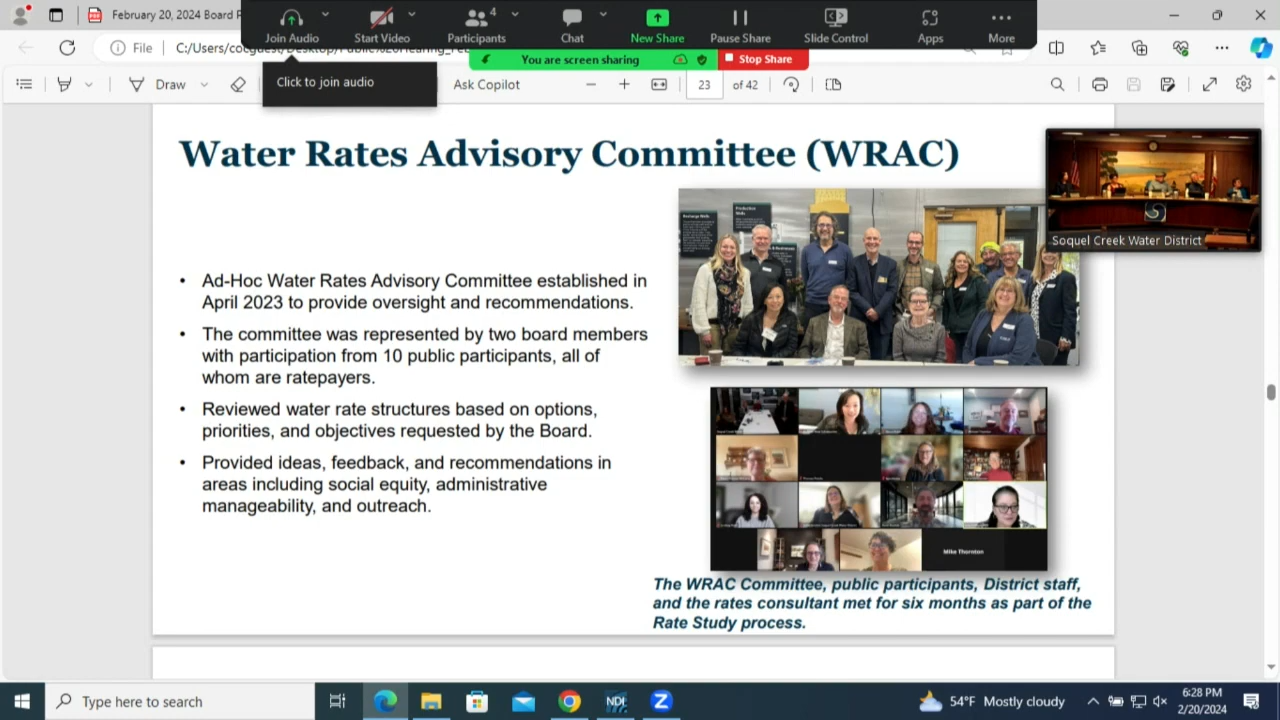 February 20, 2024 Board P
4
Join Audio
Start Video
Participants
Chat
New Share
Pause Share
Slide Control
Apps
More
File
You are screen sharing
Stop Share
Click to join audio
Draw
Ask Copilot
23
of 42
Water Rates Advisory Committee (WRAC)
Soquel Creek Water District
• Ad-Hoc Water Rates Advisory Committee established in
April 2023 to provide oversight and recommendations.
• The committee was represented by two board members
with participation from 10 public participants, all of
whom are ratepayers.
• Reviewed water rate structures based on options,
priorities, and objectives requested by the Board.
• Provided ideas, feedback, and recommendations in
areas including social equity, administrative
manageability, and outreach.
Recharge Wells
Production
Wells
Mike Thornton
The WRAC Committee, public participants, District staff,
and the rates consultant met for six months as part of the
Rate Study process.
Type here to search
NDI
54°F Mostly cloudy
6:28 PM
2/20/2024